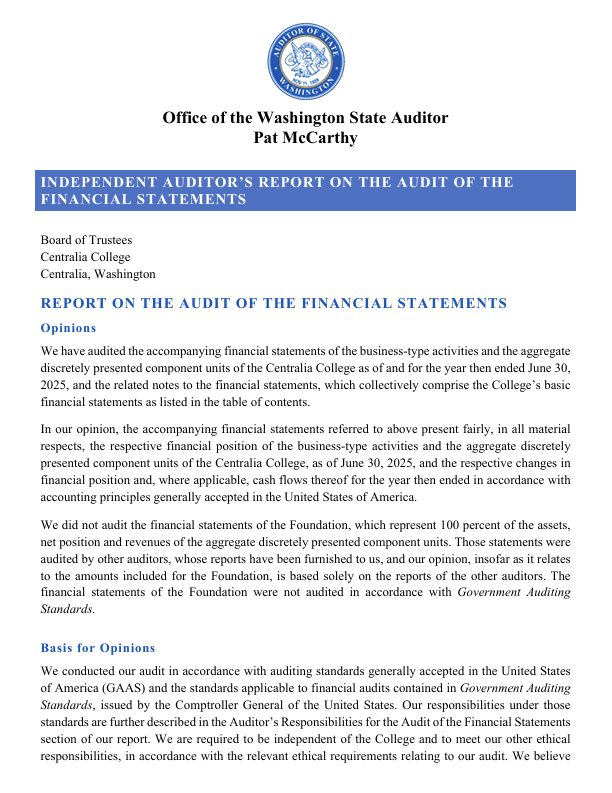 AUDITOR OF STATE
NOV 11, 1889
WASHINGTON
Office of the Washington State Auditor
Pat McCarthy
INDEPENDENT AUDITOR’S REPORT ON THE AUDIT OF THE
FINANCIAL STATEMENTS
Board of Trustees
Centralia College
Centralia, Washington
REPORT ON THE AUDIT OF THE FINANCIAL STATEMENTS
Opinions
We have audited the accompanying financial statements of the business-type activities and the aggregate
discretely presented component units of the Centralia College as of and for the year then ended June 30,
2025, and the related notes to the financial statements, which collectively comprise the College’s basic
financial statements as listed in the table of contents.
In our opinion, the accompanying financial statements referred to above present fairly, in all material
respects, the respective financial position of the business-type activities and the aggregate discretely
presented component units of the Centralia College, as of June 30, 2025, and the respective changes in
financial position and, where applicable, cash flows thereof for the year then ended in accordance with
accounting principles generally accepted in the United States of America.
We did not audit the financial statements of the Foundation, which represent 100 percent of the assets,
net position and revenues of the aggregate discretely presented component units. Those statements were
audited by other auditors, whose reports have been furnished to us, and our opinion, insofar as it relates
to the amounts included for the Foundation, is based solely on the reports of the other auditors. The
financial statements of the Foundation were not audited in accordance with Government Auditing
Standards.
Basis for Opinions
We conducted our audit in accordance with auditing standards generally accepted in the United States
of America (GAAS) and the standards applicable to financial audits contained in Government Auditing
Standards, issued by the Comptroller General of the United States. Our responsibilities under those
standards are further described in the Auditor’s Responsibilities for the Audit of the Financial Statements
section of our report. We are required to be independent of the College and to meet our other ethical
responsibilities, in accordance with the relevant ethical requirements relating to our audit. We believe